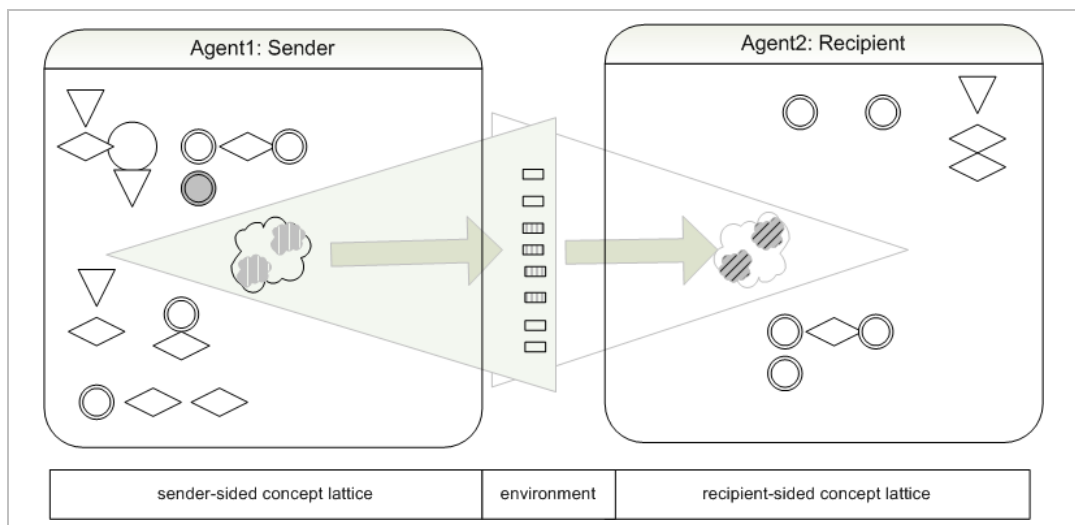 Agent1: Sender
Agent2: Recipient
sender-sided concept lattice
environment
recipient-sided concept lattice